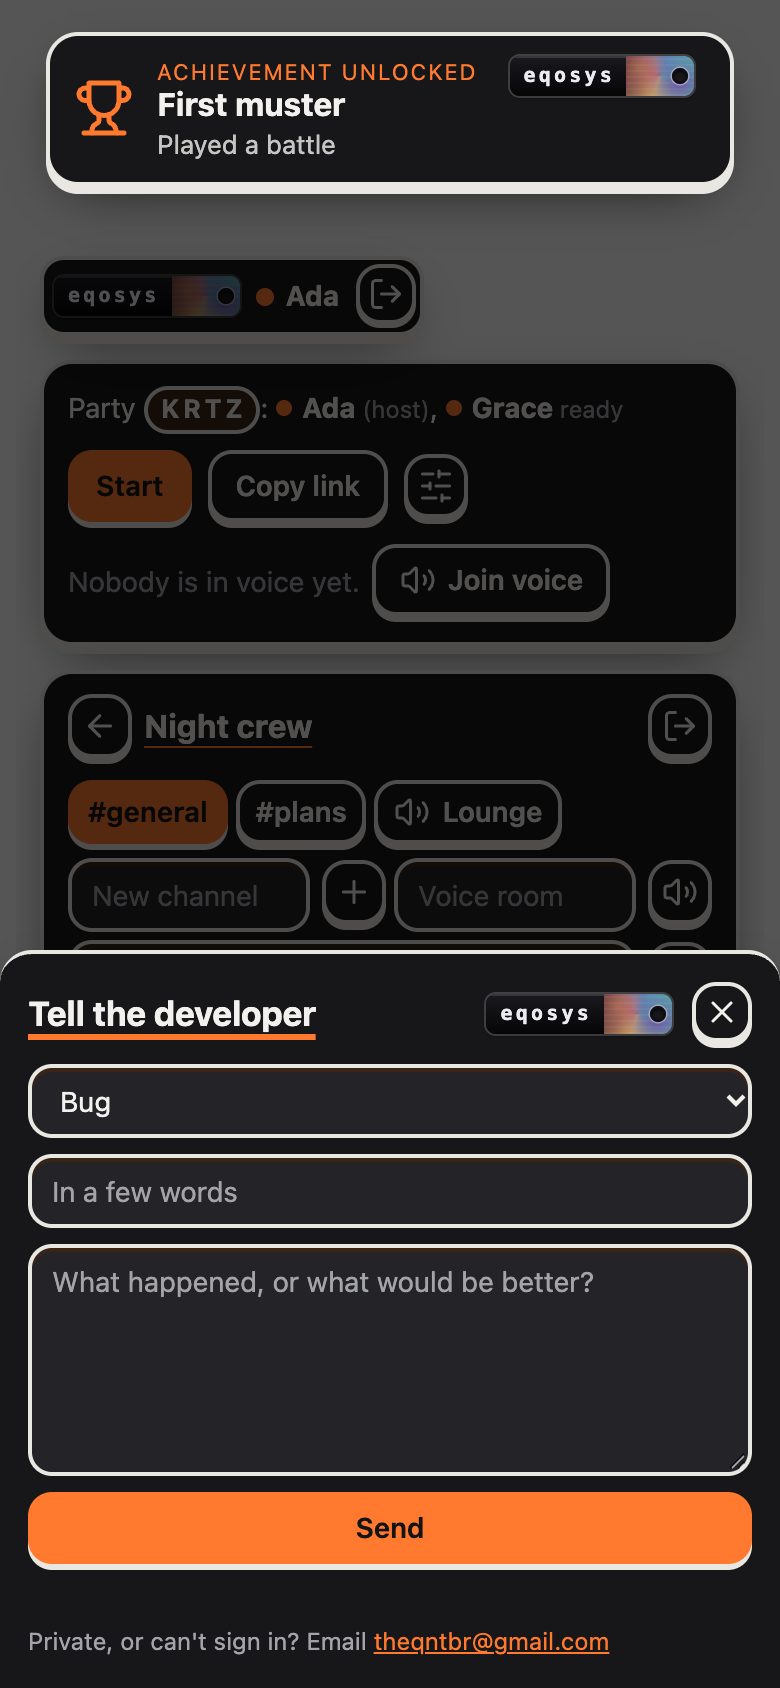 ACHIEVEMENT UNLOCKED
First muster
Played a battle
eqosys
eqosys Ada
Party KRTZ: Ada (host), Grace ready
Start Copy link
Nobody is in voice yet. Join voice
Night crew
#general #plans Lounge
New channel Voice room
Tell the developer eqosys
Bug
In a few words
What happened, or what would be better?
Send
Private, or can't sign in? Email theqntbr@gmail.com